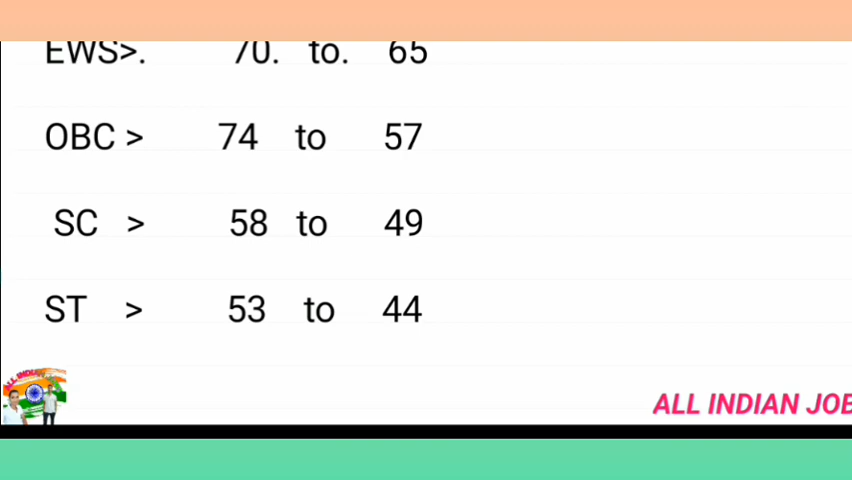 EWS>. 70. to. 65
OBC > 74 to 57
SC > 58 to 49
ST > 53 to 44
ALL INDIAN JOB